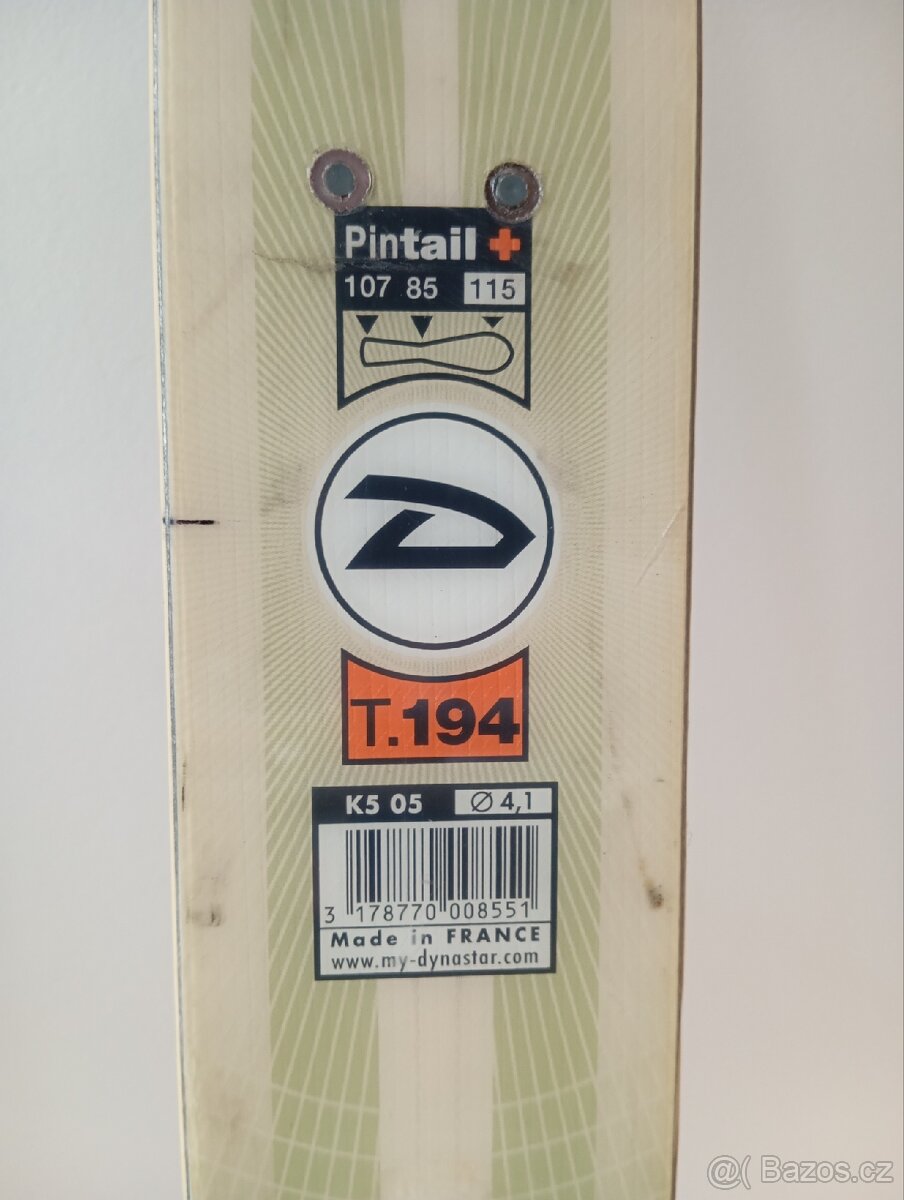 Pintail +
107 85 115
T.194
K5 05 Ø 4,1
3 178770 008551
Made in FRANCE
www.my-dynastar.com
@( Bazos.cz